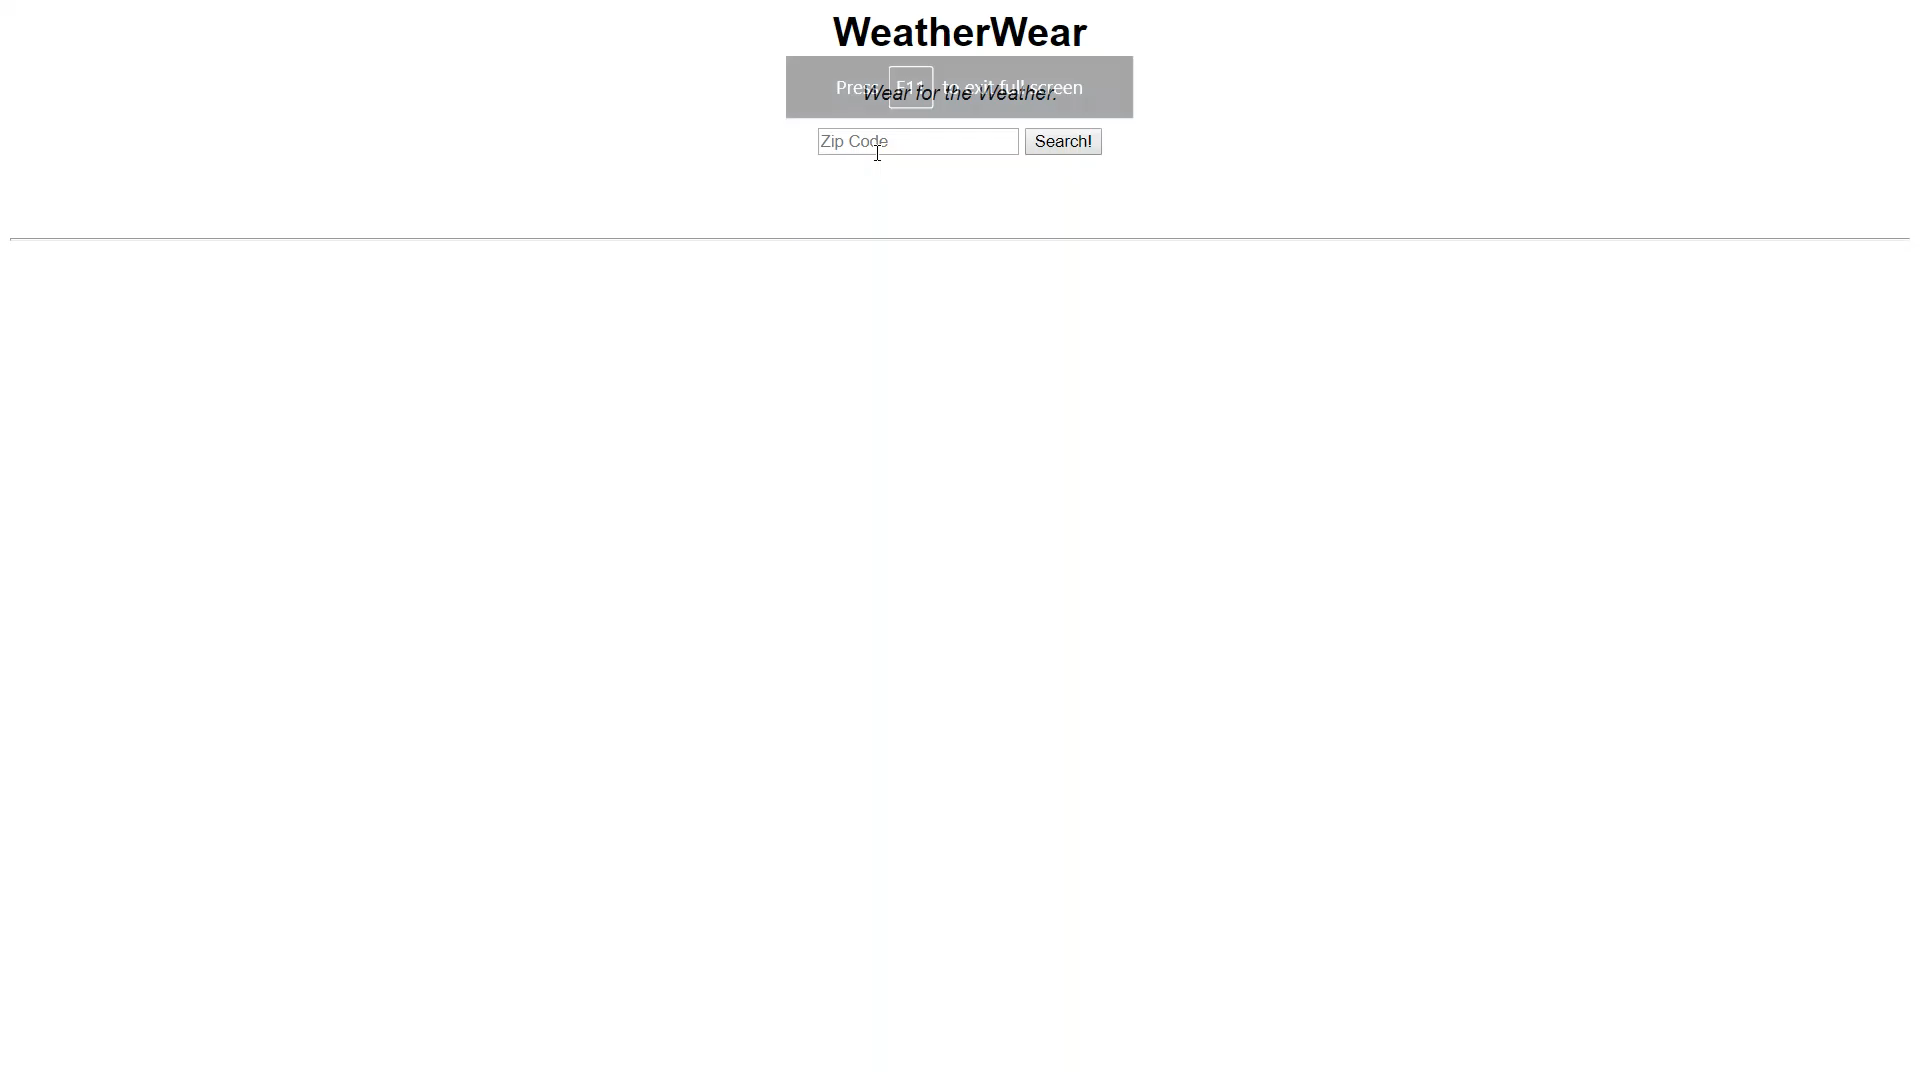 WeatherWear
Press F11 to exit full screen
Wear for the Weather.
Zip Code Search!